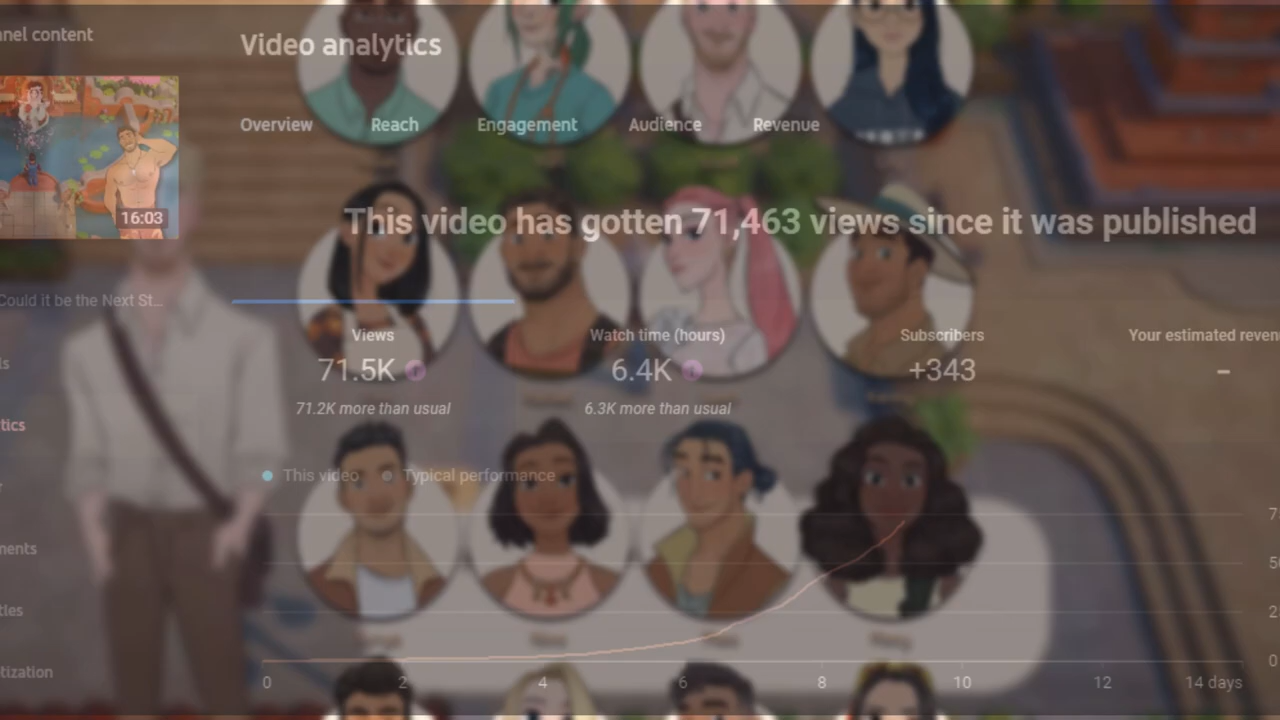 nnel content
Video analytics
Overview Reach Engagement Audience Revenue
16:03
This video has gotten 71,463 views since it was published
Could it be the Next St...
Views Watch time (hours) Subscribers Your estimated reven
71.5K 6.4K +343 –
71.2K more than usual 6.3K more than usual
tics
This video Typical performance
ments
tization
0 2 4 6 8 10 12 14 days